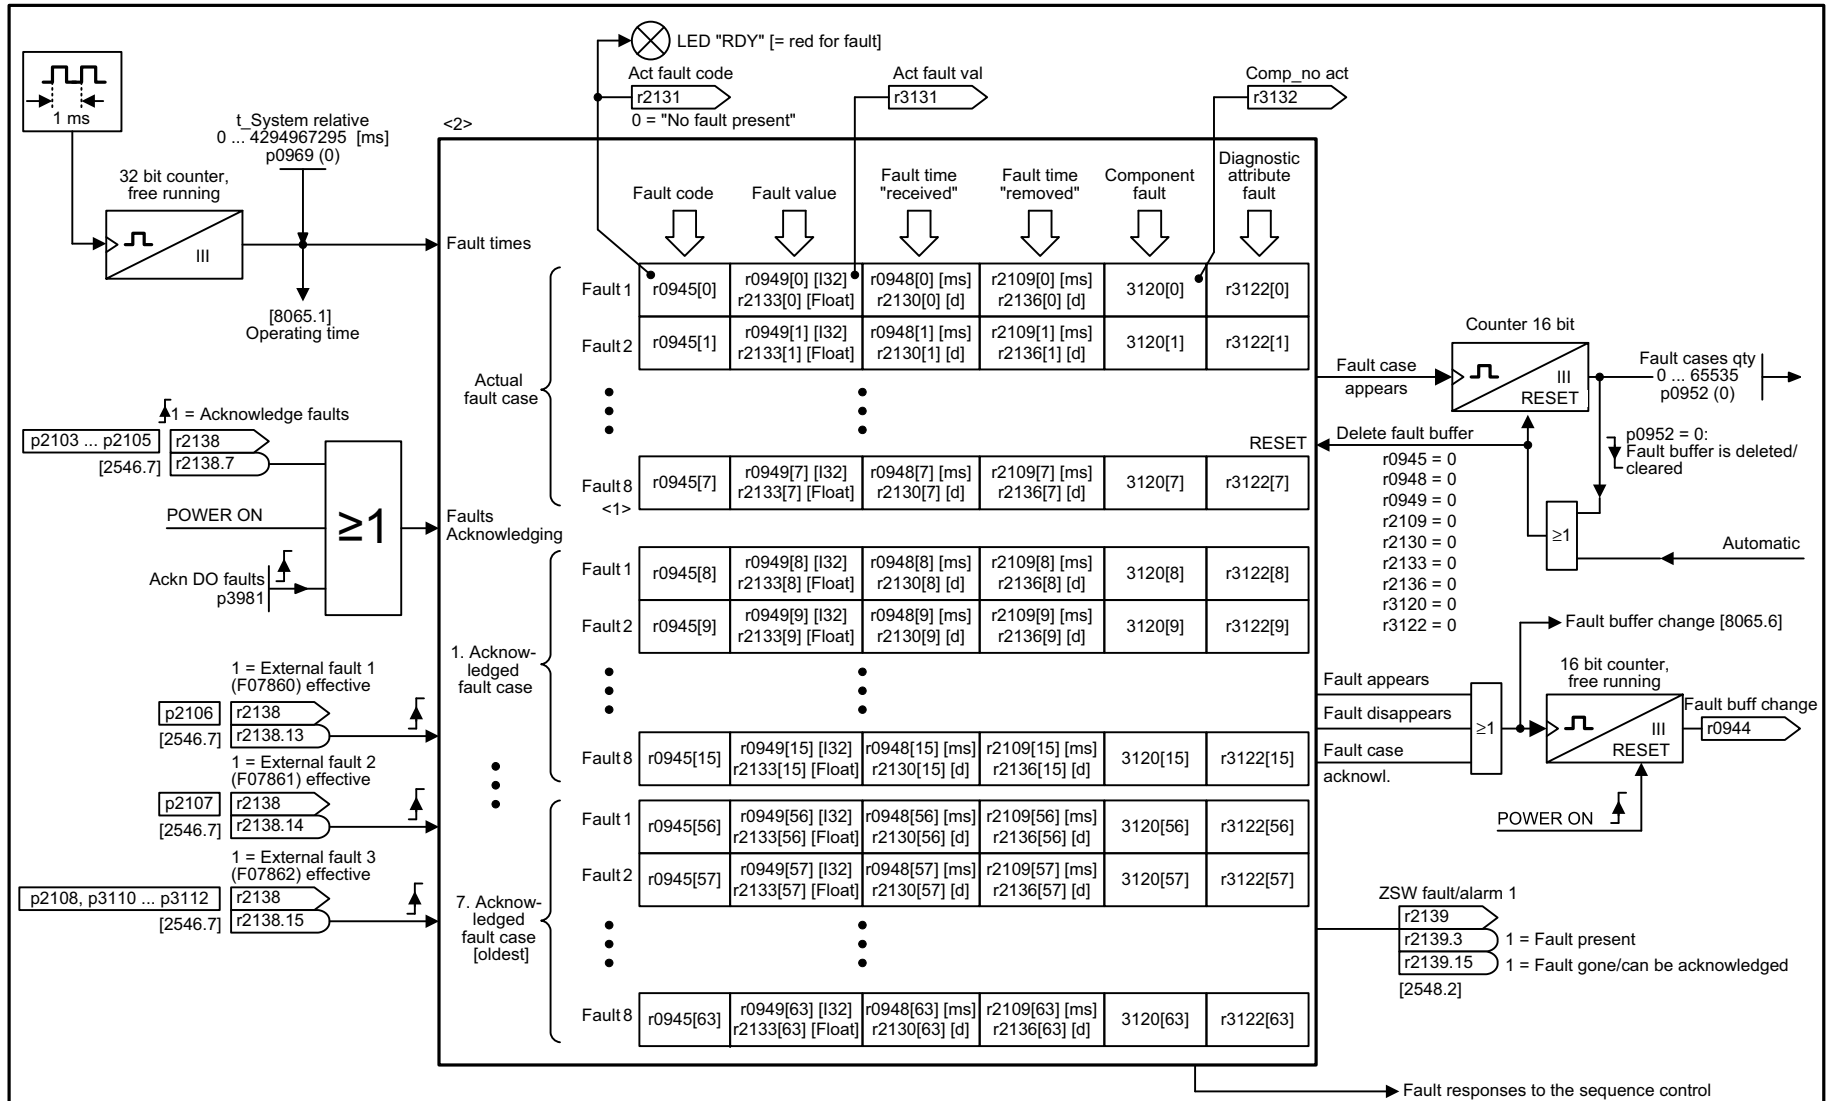 LED "RDY" [= red for fault]
Act fault code
r2131
0 = "No fault present"
Act fault val
r3131
Comp_no act
r3132
1 ms
t_System relative
0 ... 4294967295 [ms]
p0969 (0)
<2>
32 bit counter,
free running
III
[8065.1]
Operating time
Fault times
Fault code
Fault value
Fault time
"received"
Fault time
"removed"
Component
fault
Diagnostic
attribute
fault
Actual
fault case
Fault 1
r0945[0]
r0949[0] [I32]
r2133[0] [Float]
r0948[0] [ms]
r2130[0] [d]
r2109[0] [ms]
r2136[0] [d]
3120[0]
r3122[0]
Fault 2
r0945[1]
r0949[1] [I32]
r2133[1] [Float]
r0948[1] [ms]
r2130[1] [d]
r2109[1] [ms]
r2136[1] [d]
3120[1]
r3122[1]
Fault 8
<1>
r0945[7]
r0949[7] [I32]
r2133[7] [Float]
r0948[7] [ms]
r2130[7] [d]
r2109[7] [ms]
r2136[7] [d]
3120[7]
r3122[7]
1 = Acknowledge faults
p2103 ... p2105
r2138
[2546.7]
r2138.7
POWER ON
≥1
Ackn DO faults
p3981
Faults
Acknowledging
1. Acknow-
ledged
fault case
Fault 1
r0945[8]
r0949[8] [I32]
r2133[8] [Float]
r0948[8] [ms]
r2130[8] [d]
r2109[8] [ms]
r2136[8] [d]
3120[8]
r3122[8]
Fault 2
r0945[9]
r0949[9] [I32]
r2133[9] [Float]
r0948[9] [ms]
r2130[9] [d]
r2109[9] [ms]
r2136[9] [d]
3120[9]
r3122[9]
Fault 8
r0945[15]
r0949[15] [I32]
r2133[15] [Float]
r0948[15] [ms]
r2130[15] [d]
r2109[15] [ms]
r2136[15] [d]
3120[15]
r3122[15]
1 = External fault 1
(F07860) effective
p2106
r2138
[2546.7]
r2138.13
1 = External fault 2
(F07861) effective
p2107
r2138
[2546.7]
r2138.14
1 = External fault 3
(F07862) effective
p2108, p3110 ... p3112
r2138
[2546.7]
r2138.15
7. Acknow-
ledged
fault case
[oldest]
Fault 1
r0945[56]
r0949[56] [I32]
r2133[56] [Float]
r0948[56] [ms]
r2130[56] [d]
r2109[56] [ms]
r2136[56] [d]
3120[56]
r3122[56]
Fault 2
r0945[57]
r0949[57] [I32]
r2133[57] [Float]
r0948[57] [ms]
r2130[57] [d]
r2109[57] [ms]
r2136[57] [d]
3120[57]
r3122[57]
Fault 8
r0945[63]
r0949[63] [I32]
r2133[63] [Float]
r0948[63] [ms]
r2130[63] [d]
r2109[63] [ms]
r2136[63] [d]
3120[63]
r3122[63]
Fault case
appears
Counter 16 bit
III
RESET
Fault cases qty
0 ... 65535
p0952 (0)
RESET
Delete fault buffer
r0945 = 0
r0948 = 0
r0949 = 0
r2109 = 0
r2130 = 0
r2133 = 0
r2136 = 0
r3120 = 0
r3122 = 0
p0952 = 0:
Fault buffer is deleted/
cleared
≥1
Automatic
Fault buffer change [8065.6]
Fault appears
Fault disappears
Fault case
acknowl.
≥1
16 bit counter,
free running
III
RESET
Fault buff change
r0944
POWER ON
ZSW fault/alarm 1
r2139
r2139.3
1 = Fault present
r2139.15
1 = Fault gone/can be acknowledged
[2548.2]
Fault responses to the sequence control